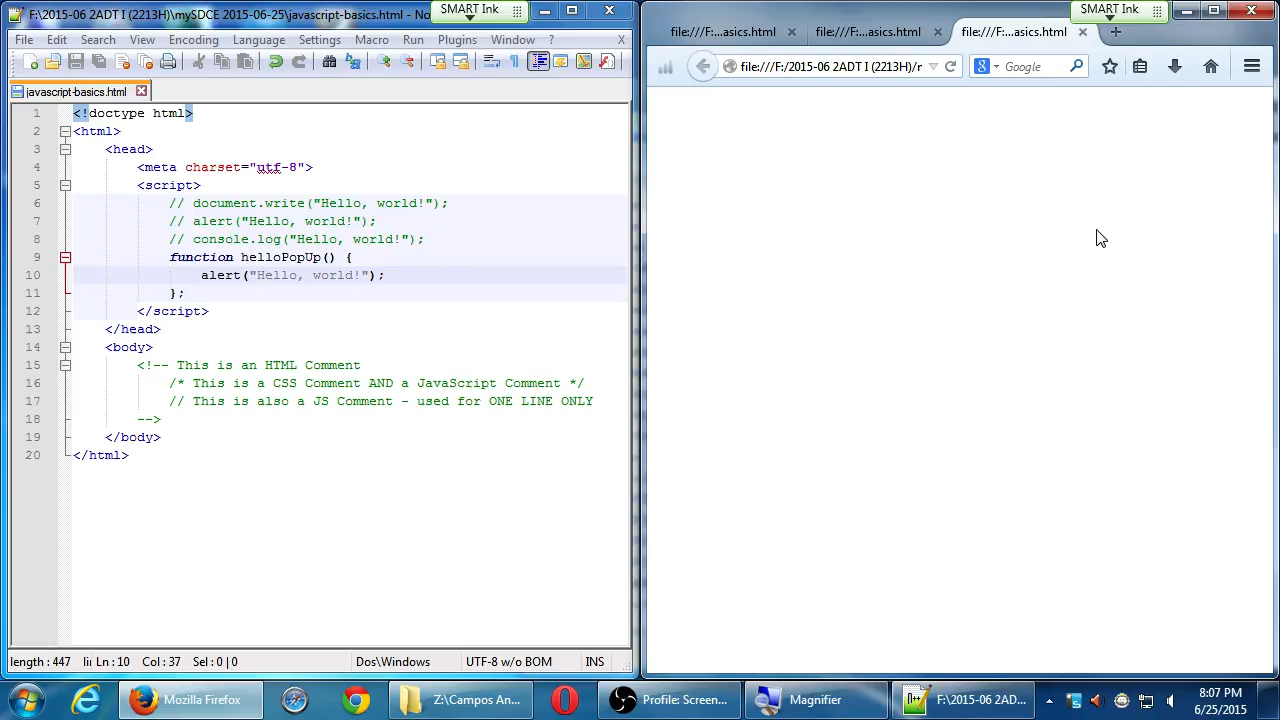 F:\2015-06 2ADT I (2213H)\mySDCE 2015-06-25\javascript-basics.html - No
SMART Ink
File Edit Search View Encoding Language Settings Macro Run Plugins Window ? X
javascript-basics.html
1 <!doctype html>
2 <html>
3 <head>
4 <meta charset="utf-8">
5 <script>
6 // document.write("Hello, world!");
7 // alert("Hello, world!");
8 // console.log("Hello, world!");
9 function helloPopUp() {
10 alert("Hello, world!");
11 };
12 </script>
13 </head>
14 <body>
15 <!-- This is an HTML Comment
16 /* This is a CSS Comment AND a JavaScript Comment */
17 // This is also a JS Comment - used for ONE LINE ONLY
18 -->
19 </body>
20 </html>
length : 447 li Ln : 10 Col : 37 Sel : 0 | 0 Dos\Windows UTF-8 w/o BOM INS
SMART Ink
file:///F:...asics.html file:///F:...asics.html file:///F:...asics.html
file:///F:/2015-06 2ADT I (2213H)/r Google
Mozilla Firefox Z:\Campos An... Profile: Screen... Magnifier F:\2015-06 2AD...
8:07 PM
6/25/2015